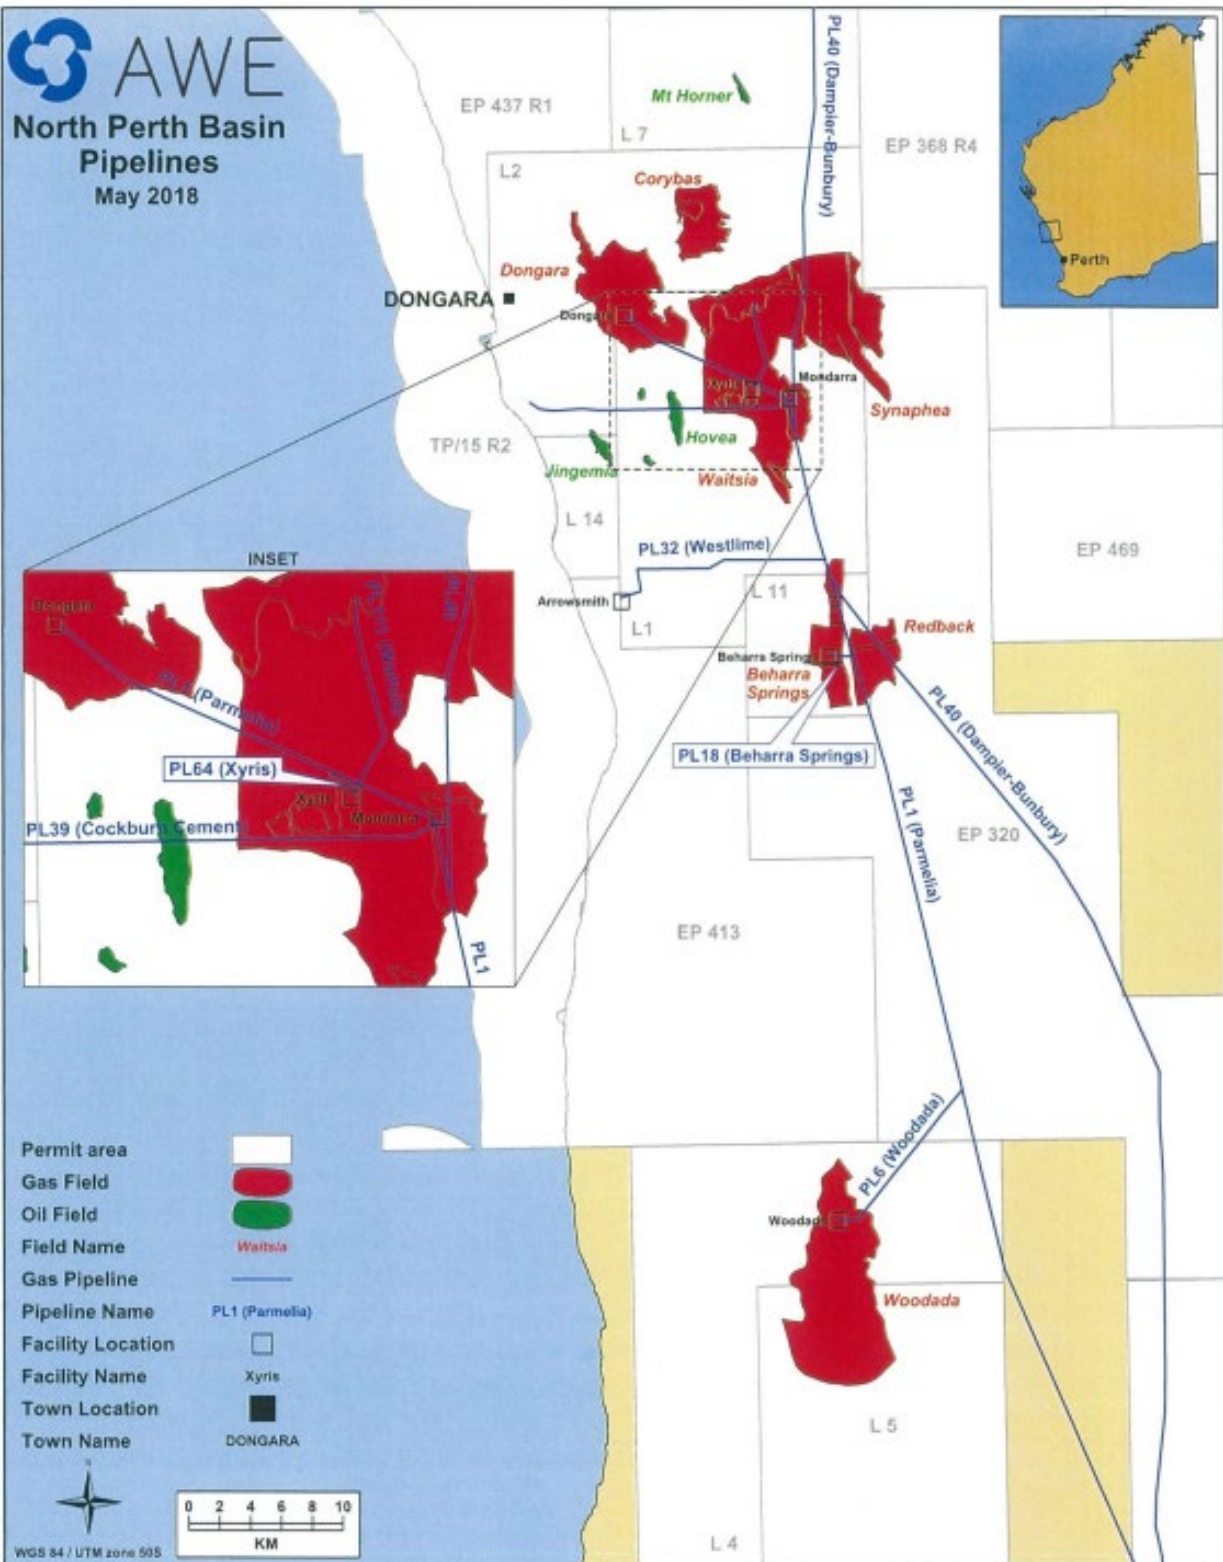 AWE
North Perth Basin
Pipelines
May 2018
EP 437 R1
Mt Horner
L 7
PL40 (Dampier-Bunbury)
EP 368 R4
Perth
L2
Corybas
Dongara
DONGARA
Mondarra
Xyris
Synaphea
TP/15 R2
Hovea
Jingemia
Waitsia
L 14
PL32 (Westlime)
EP 469
Arrowsmith
L 11
L1
Redback
Beharra Spring
Beharra
Springs
PL18 (Beharra Springs)
PL40 (Dampier-Bunbury)
PL1 (Parmelia)
EP 320
EP 413
INSET
Dongara
PL1 (Parmelia)
PL64 (Xyris)
Xyris
Mondarra
PL39 (Cockburn Cement)
PL1
PL6 (Woodada)
Woodada
Woodada
L 5
L 4
Permit area
Gas Field
Oil Field
Field Name Waitsia
Gas Pipeline
Pipeline Name PL1 (Parmelia)
Facility Location
Facility Name Xyris
Town Location
Town Name DONGARA
N
0 2 4 6 8 10
KM
WGS 84 / UTM zone 50S